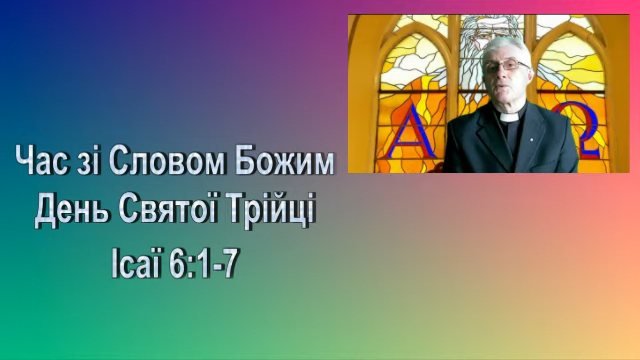 Час зі Словом Божим
День Святої Трійці
Ісаї 6:1-7
Α Ω